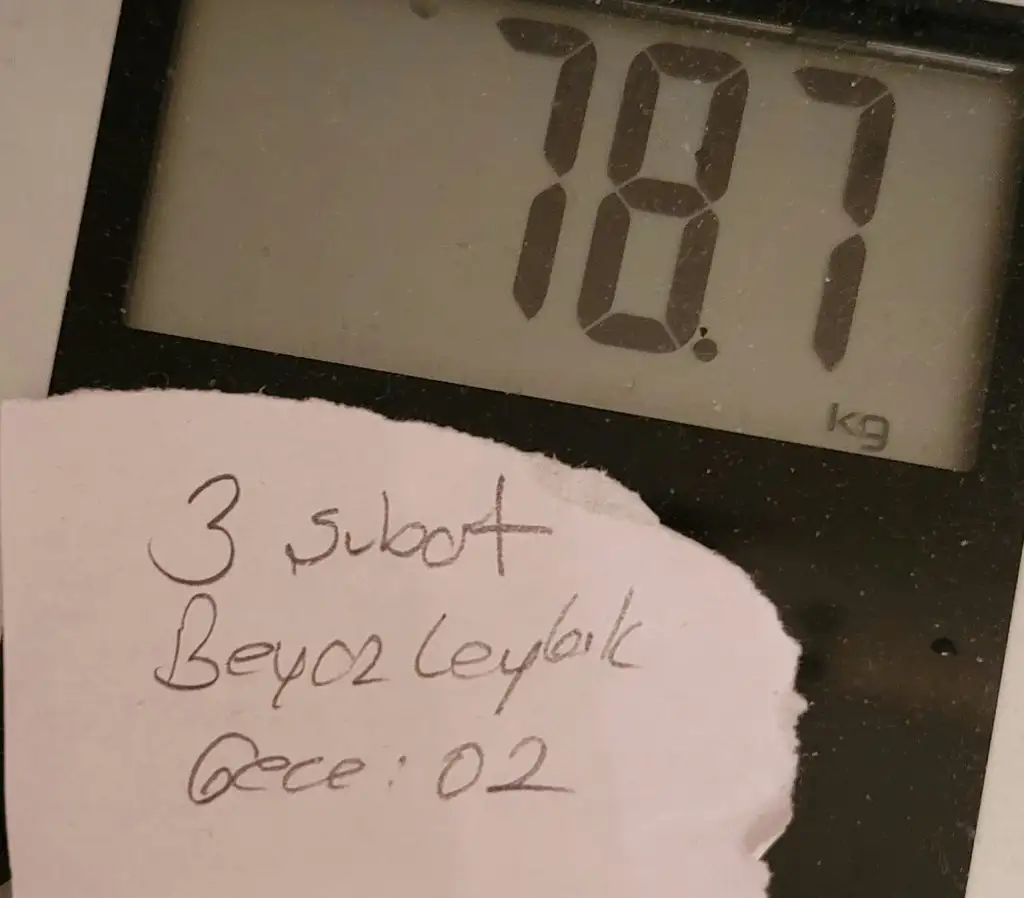 78.7
kg
3 subat
Beyaz Leylak
Gece: 02